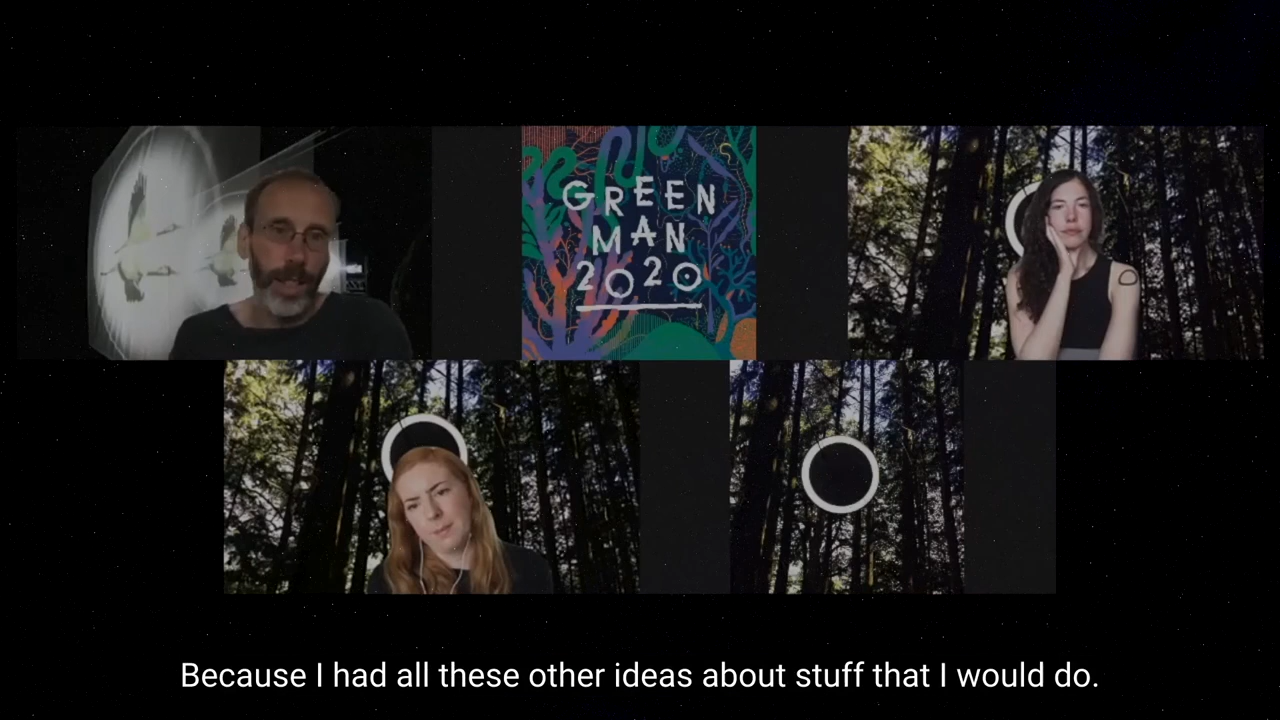 GREEN
MAN
2020
Because I had all these other ideas about stuff that I would do.